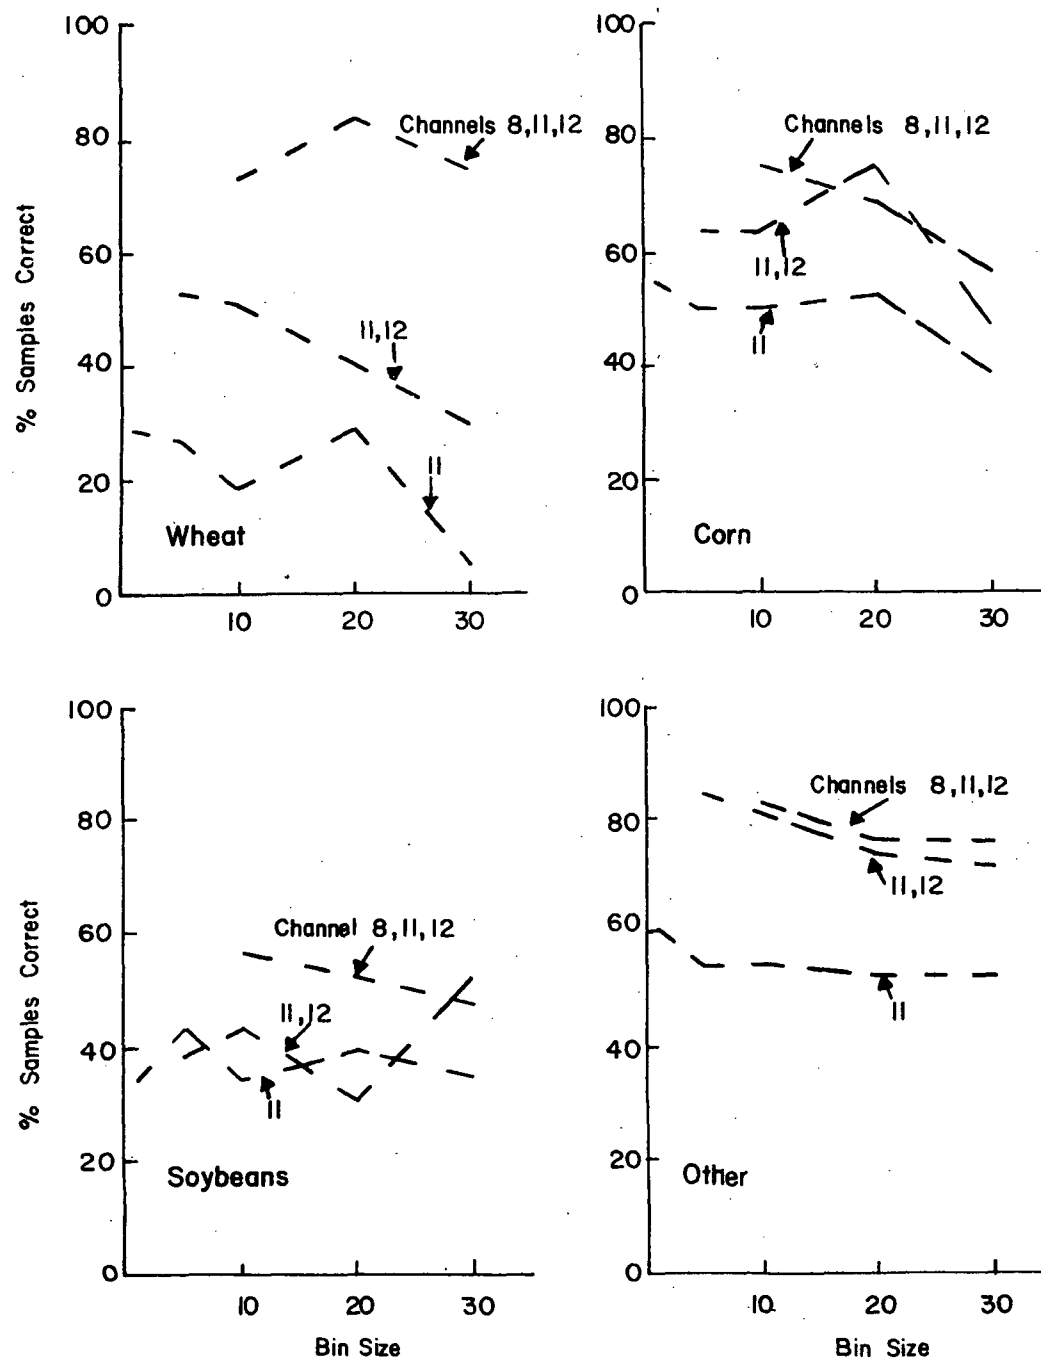 100
80
60
40
20
0
% Samples Correct
Channels 8,11,12
11,12
11
Wheat
10 20 30
100
80
60
40
20
0
Channels 8,11,12
11,12
11
Corn
10 20 30
100
80
60
40
20
0
% Samples Correct
Channel 8,11,12
11,12
11
Soybeans
10 20 30
Bin Size
100
80
60
40
20
0
Channels 8,11,12
11,12
11
Other
10 20 30
Bin Size